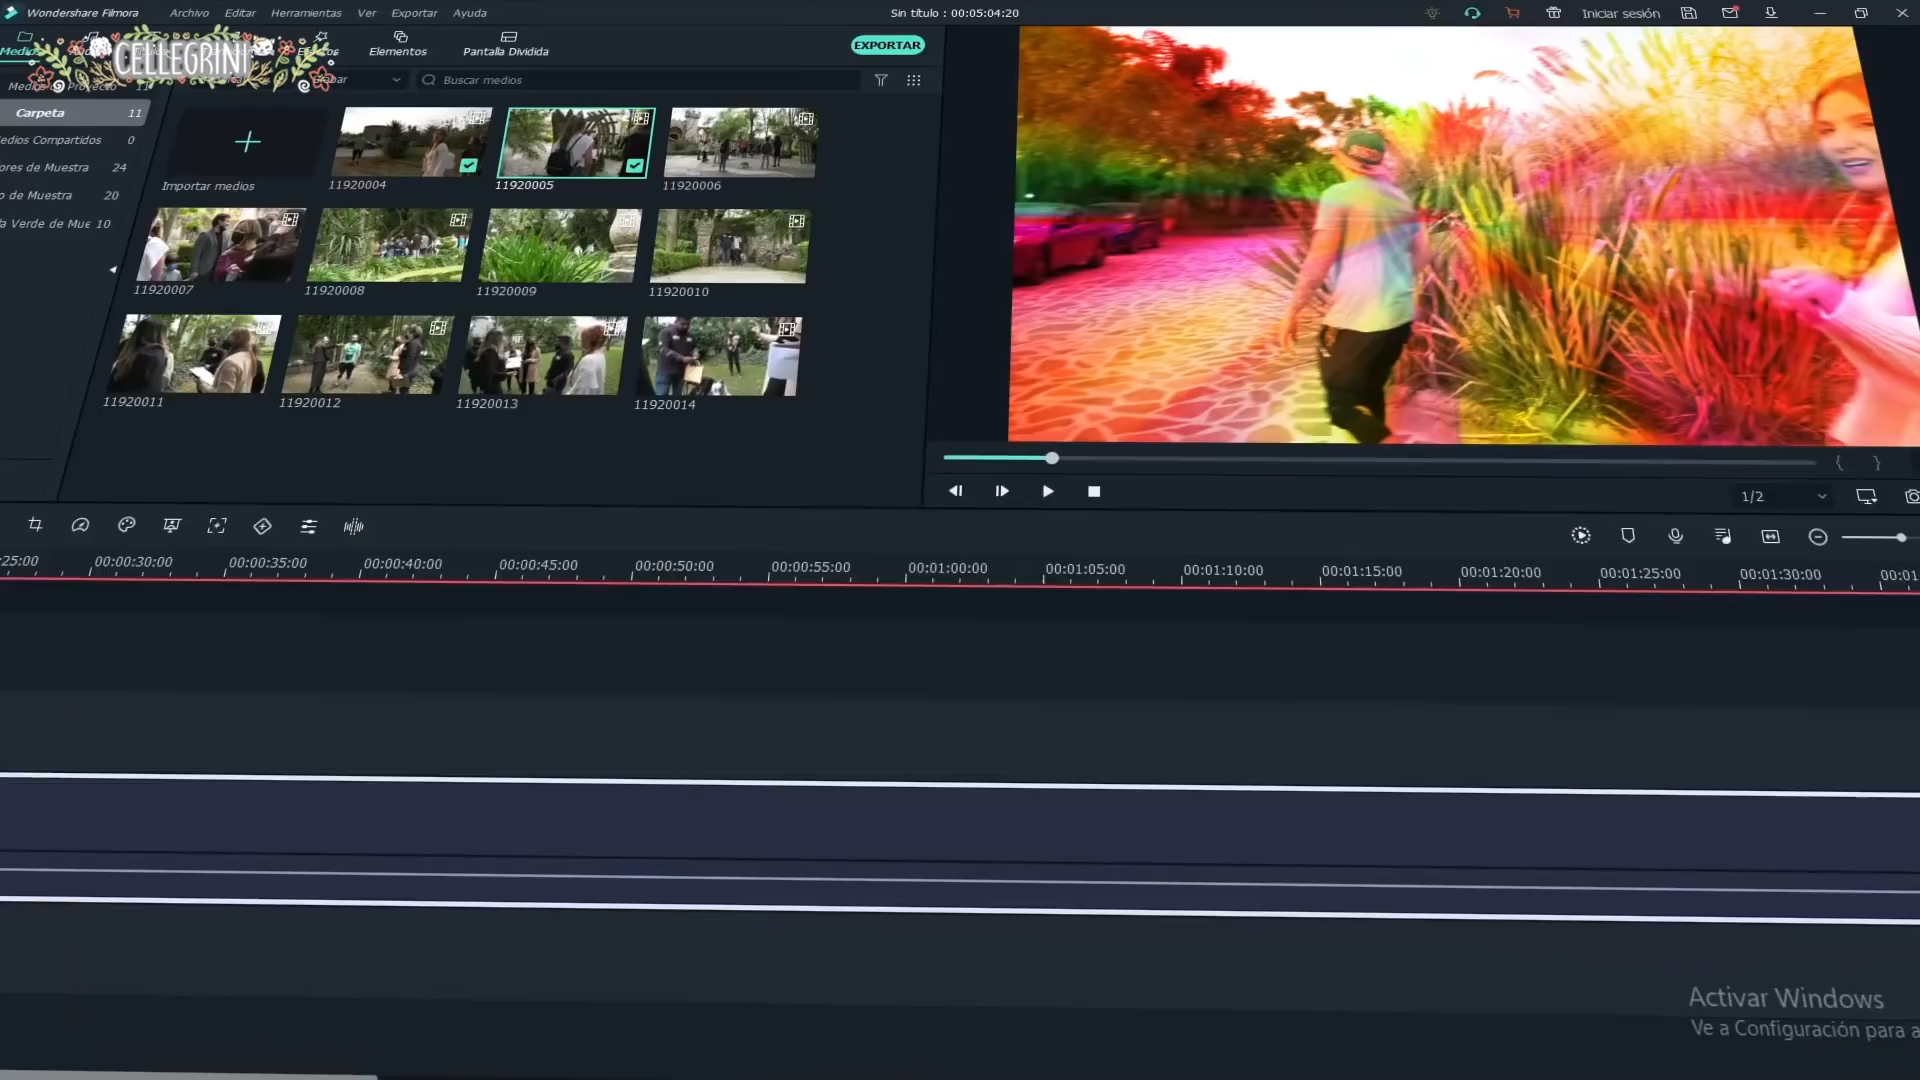 Wondershare Filmora Archivo Editar Herramientas Ver Exportar Ayuda Sin título : 00:05:04:20 Iniciar sesión
CELLEGRINI
Elementos Pantalla Dividida EXPORTAR
Buscar medios
Carpeta 11
edios Compartidos 0
ores de Muestra 24
o de Muestra 20
la Verde de Mue 10
Importar medios 11920004 11920005 11920006
11920007 11920008 11920009 11920010
11920011 11920012 11920013 11920014
1/2
:25:00 00:00:30:00 00:00:35:00 00:00:40:00 00:00:45:00 00:00:50:00 00:00:55:00 00:01:00:00 00:01:05:00 00:01:10:00 00:01:15:00 00:01:20:00 00:01:25:00 00:01:30:00 00:01
Activar Windows
Ve a Configuración para a